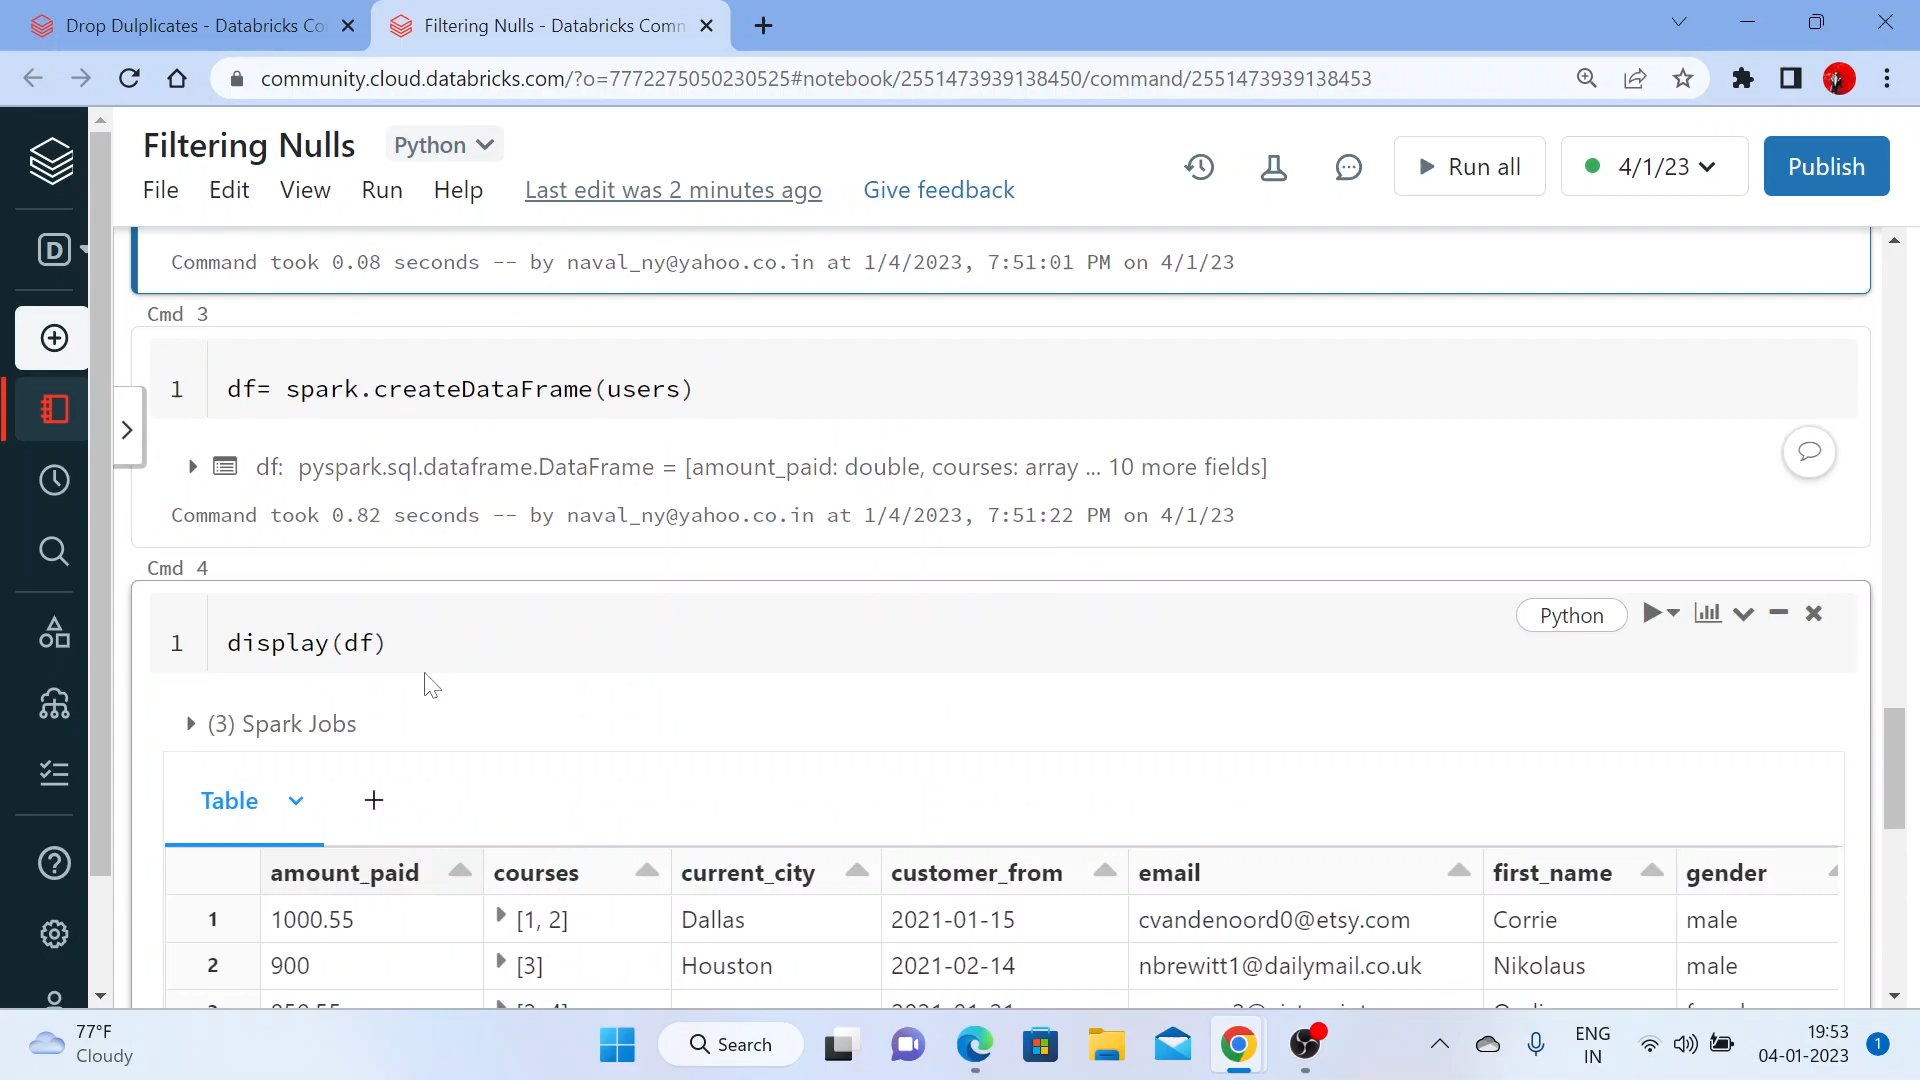 Drop Dulplicates - Databricks Co
Filtering Nulls - Databricks Comm
community.cloud.databricks.com/?o=7772275050230525#notebook/2551473939138450/command/2551473939138453
Filtering Nulls
Python
File Edit View Run Help Last edit was 2 minutes ago Give feedback
Run all
4/1/23
Publish
D
Command took 0.08 seconds -- by naval_ny@yahoo.co.in at 1/4/2023, 7:51:01 PM on 4/1/23
Cmd 3
1 df= spark.createDataFrame(users)
df: pyspark.sql.dataframe.DataFrame = [amount_paid: double, courses: array ... 10 more fields]
Command took 0.82 seconds -- by naval_ny@yahoo.co.in at 1/4/2023, 7:51:22 PM on 4/1/23
Cmd 4
Python
1 display(df)
(3) Spark Jobs
Table +
amount_paid courses current_city customer_from email first_name gender
1 1000.55 [1, 2] Dallas 2021-01-15 cvandenoord0@etsy.com Corrie male
2 900 [3] Houston 2021-02-14 nbrewitt1@dailymail.co.uk Nikolaus male
77°F
Cloudy
Search
ENG
IN
19:53
04-01-2023
1